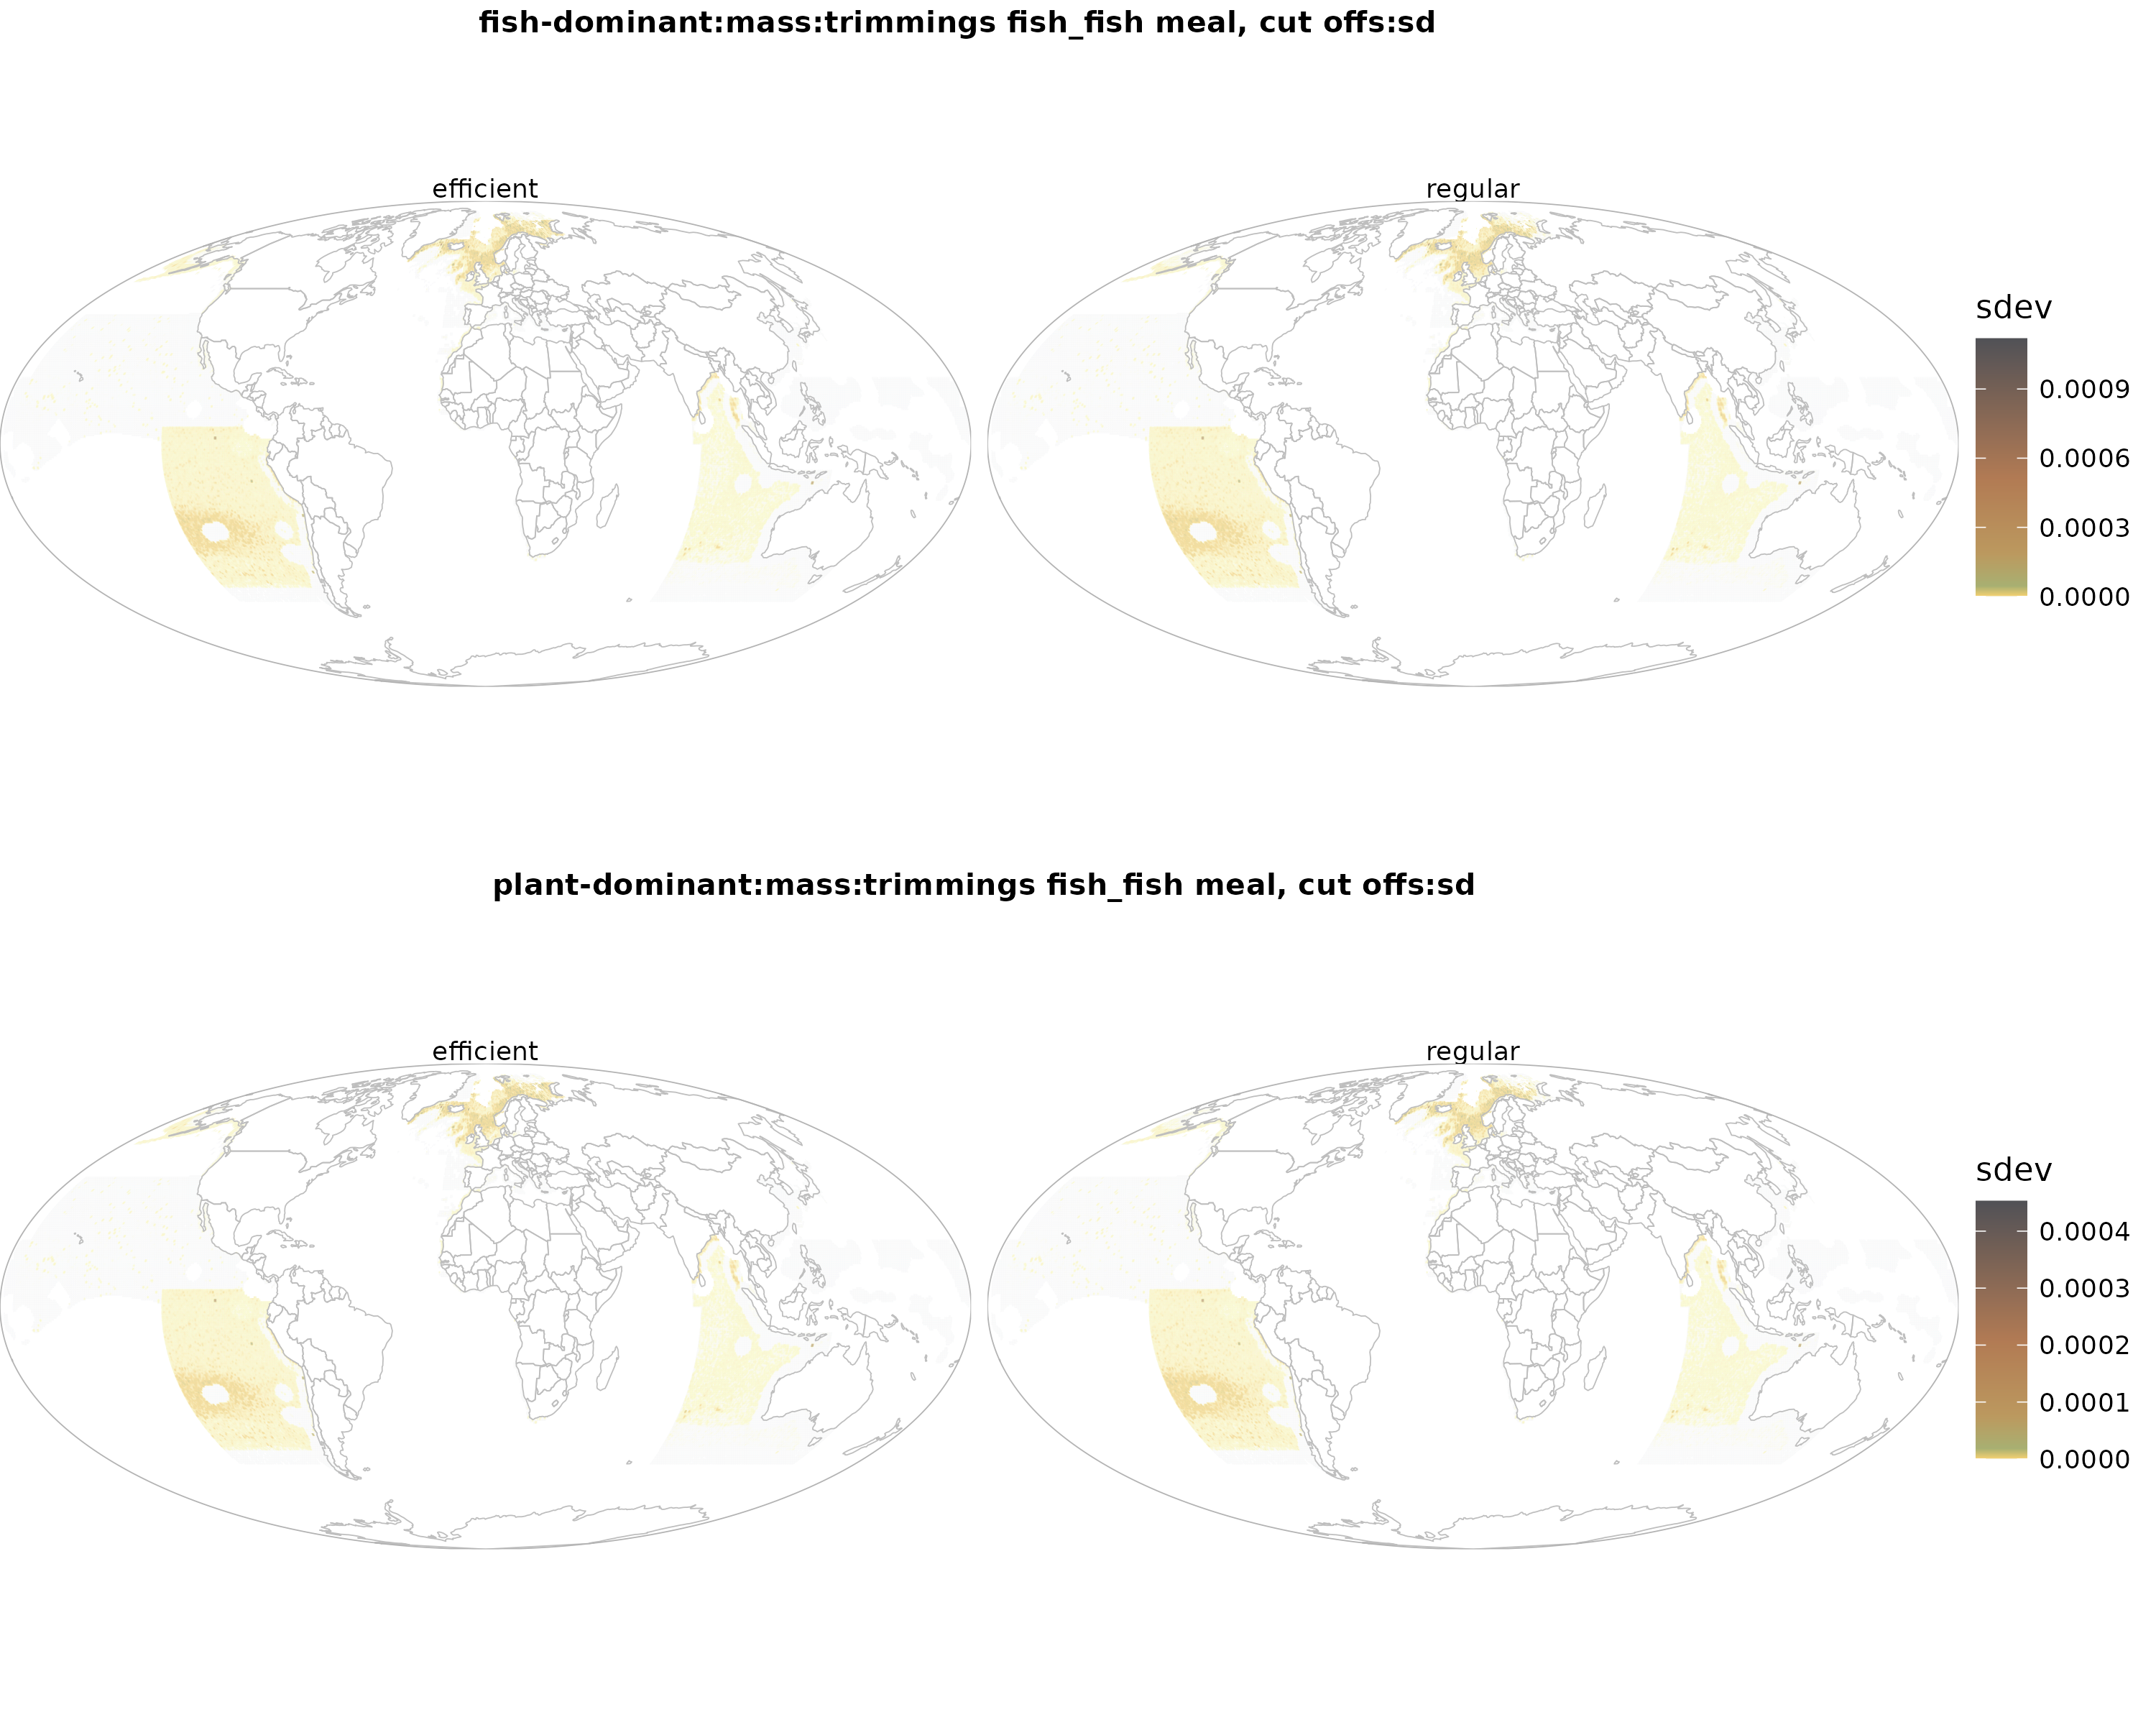 fish-dominant:mass:trimmings fish_fish meal, cut offs:sd
efficient
regular
sdev
0.0009
0.0006
0.0003
0.0000
plant-dominant:mass:trimmings fish_fish meal, cut offs:sd
efficient
regular
sdev
0.0004
0.0003
0.0002
0.0001
0.0000